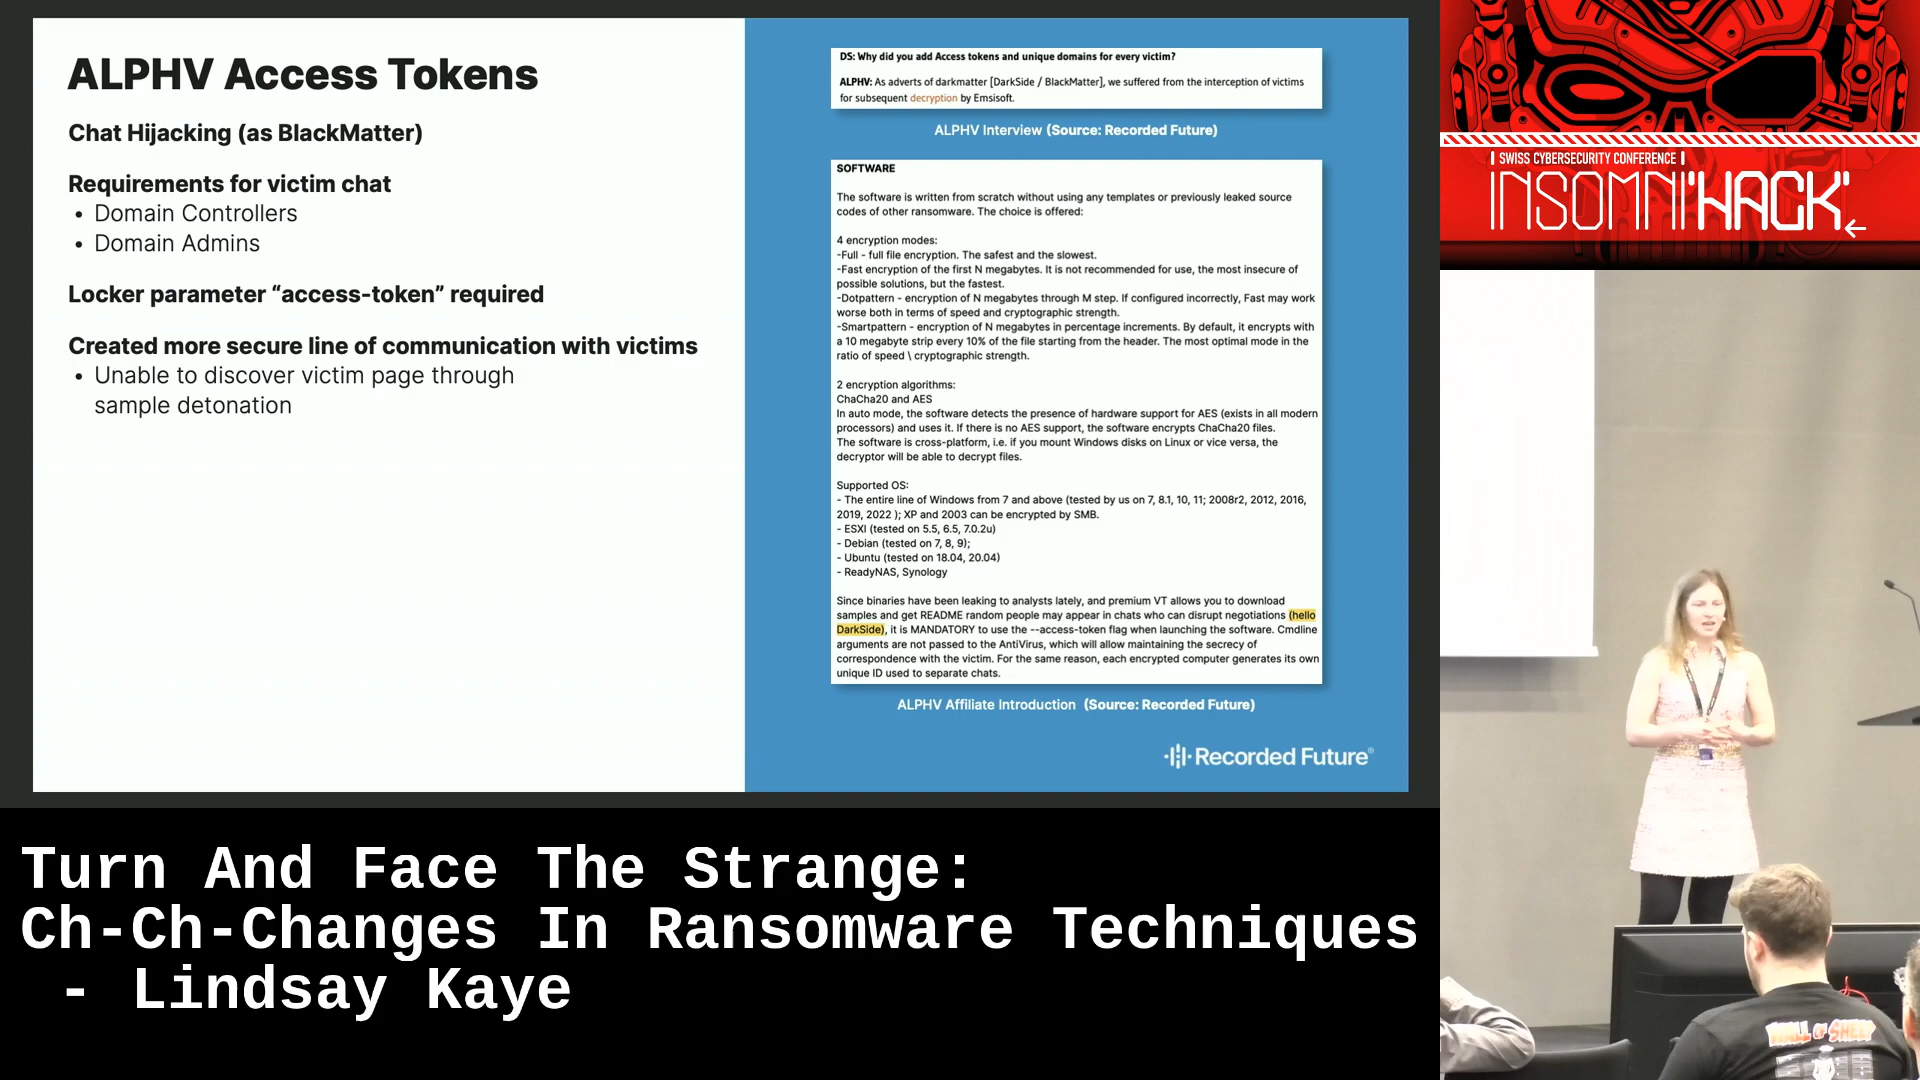 ALPHV Access Tokens
Chat Hijacking (as BlackMatter)
Requirements for victim chat
• Domain Controllers
• Domain Admins
Locker parameter “access-token” required
Created more secure line of communication with victims
• Unable to discover victim page through
sample detonation
DS: Why did you add Access tokens and unique domains for every victim?
ALPHV: As adverts of darkmatter [DarkSide / BlackMatter], we suffered from the interception of victims
for subsequent decryption by Emsisoft.
ALPHV Interview (Source: Recorded Future)
SOFTWARE
The software is written from scratch without using any templates or previously leaked source
codes of other ransomware. The choice is offered:
4 encryption modes:
-Full - full file encryption. The safest and the slowest.
-Fast encryption of the first N megabytes. It is not recommended for use, the most insecure of
possible solutions, but the fastest.
-Dotpattern - encryption of N megabytes through M step. If configured incorrectly, Fast may work
worse both in terms of speed and cryptographic strength.
-Smartpattern - encryption of N megabytes in percentage increments. By default, it encrypts with
a 10 megabyte strip every 10% of the file starting from the header. The most optimal mode in the
ratio of speed \ cryptographic strength.
2 encryption algorithms:
ChaCha20 and AES
In auto mode, the software detects the presence of hardware support for AES (exists in all modern
processors) and uses it. If there is no AES support, the software encrypts ChaCha20 files.
The software is cross-platform, i.e. if you mount Windows disks on Linux or vice versa, the
decryptor will be able to decrypt files.
Supported OS:
- The entire line of Windows from 7 and above (tested by us on 7, 8.1, 10, 11; 2008r2, 2012, 2016,
2019, 2022 ); XP and 2003 can be encrypted by SMB.
- ESXI (tested on 5.5, 6.5, 7.0.2u)
- Debian (tested on 7, 8, 9);
- Ubuntu (tested on 18.04, 20.04)
- ReadyNAS, Synology
Since binaries have been leaking to analysts lately, and premium VT allows you to download
samples and get README random people may appear in chats who can disrupt negotiations (hello
DarkSide), it is MANDATORY to use the --access-token flag when launching the software. Cmdline
arguments are not passed to the AntiVirus, which will allow maintaining the secrecy of
correspondence with the victim. For the same reason, each encrypted computer generates its own
unique ID used to separate chats.
ALPHV Affiliate Introduction (Source: Recorded Future)
Recorded Future®
SWISS CYBERSECURITY CONFERENCE
INSOMNI'HACK'
WALL OF SHEEP
Turn And Face The Strange:
Ch-Ch-Changes In Ransomware Techniques
- Lindsay Kaye